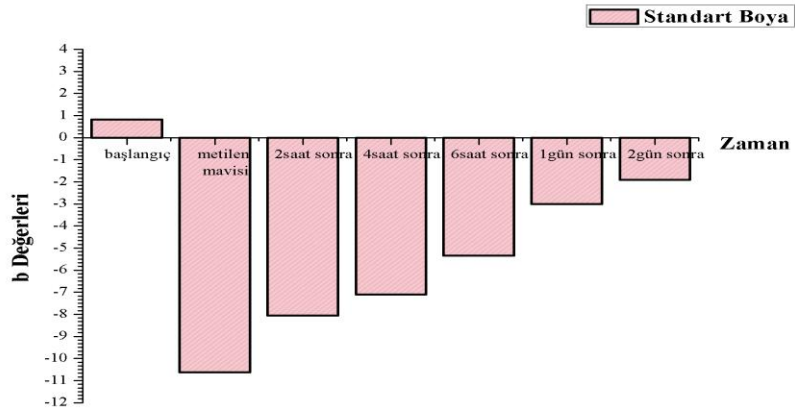 Standart Boya
4
3
2
1
0
-1
-2
-3
-4
-5
-6
-7
-8
-9
-10
-11
-12
b Değerleri
başlangıç
metilen
mavisi
2saat sonra
4saat sonra
6saat sonra
1gün sonra
2gün sonra
Zaman